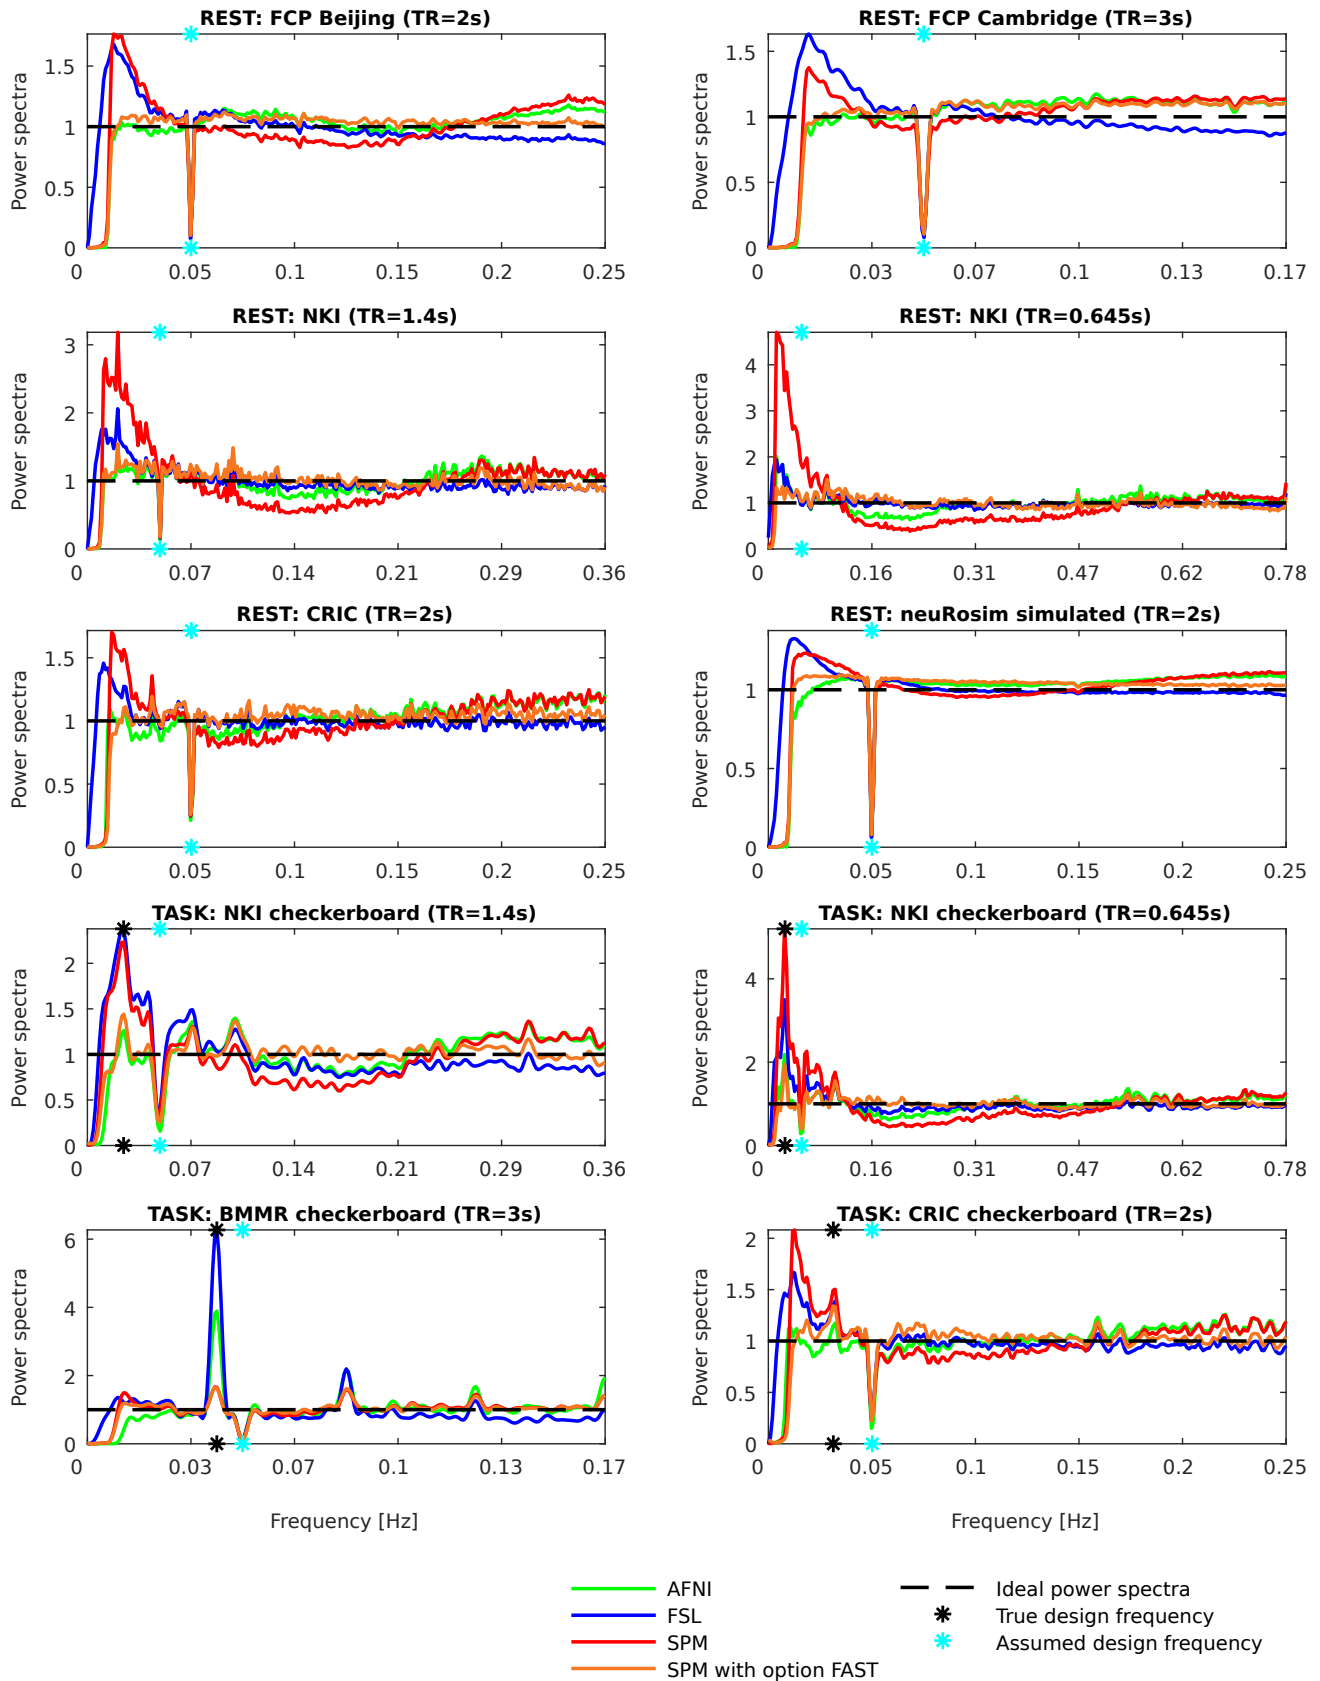 REST: FCP Beijing (TR=2s)
Power spectra
1.5
1
0.5
0
0 0.05 0.1 0.15 0.2 0.25
REST: FCP Cambridge (TR=3s)
Power spectra
1.5
1
0.5
0
0 0.03 0.07 0.1 0.13 0.17
REST: NKI (TR=1.4s)
Power spectra
3
2
1
0
0 0.07 0.14 0.21 0.29 0.36
REST: NKI (TR=0.645s)
Power spectra
4
3
2
1
0
0 0.16 0.31 0.47 0.62 0.78
REST: CRIC (TR=2s)
Power spectra
1.5
1
0.5
0
0 0.05 0.1 0.15 0.2 0.25
REST: neuRosim simulated (TR=2s)
Power spectra
1
0.5
0
0 0.05 0.1 0.15 0.2 0.25
TASK: NKI checkerboard (TR=1.4s)
Power spectra
2
1.5
1
0.5
0
0 0.07 0.14 0.21 0.29 0.36
TASK: NKI checkerboard (TR=0.645s)
Power spectra
4
2
1
0
0 0.16 0.31 0.47 0.62 0.78
TASK: BMMR checkerboard (TR=3s)
Power spectra
6
4
2
1
0
0 0.03 0.07 0.1 0.13 0.17
Frequency [Hz]
TASK: CRIC checkerboard (TR=2s)
Power spectra
2
1.5
1
0.5
0
0 0.05 0.1 0.15 0.2 0.25
Frequency [Hz]
AFNI
FSL
SPM
SPM with option FAST
Ideal power spectra
True design frequency
Assumed design frequency